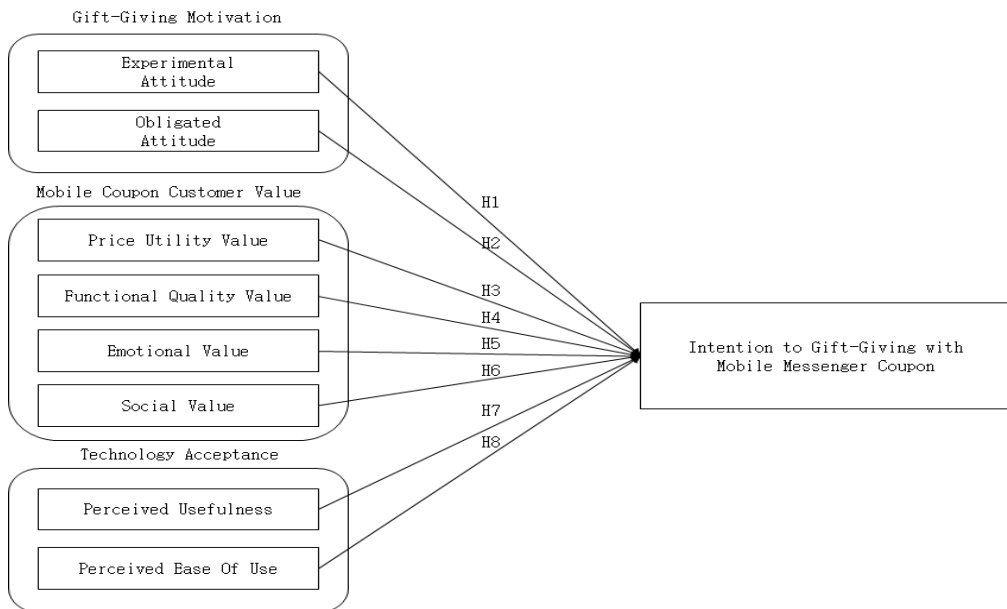 Gift-Giving Motivation
Experimental
Attitude
Obligated
Attitude
Mobile Coupon Customer Value
Price Utility Value
Functional Quality Value
Emotional Value
Social Value
Technology Acceptance
Perceived Usefulness
Perceived Ease Of Use
H1
H2
H3
H4
H5
H6
H7
H8
Intention to Gift-Giving with
Mobile Messenger Coupon